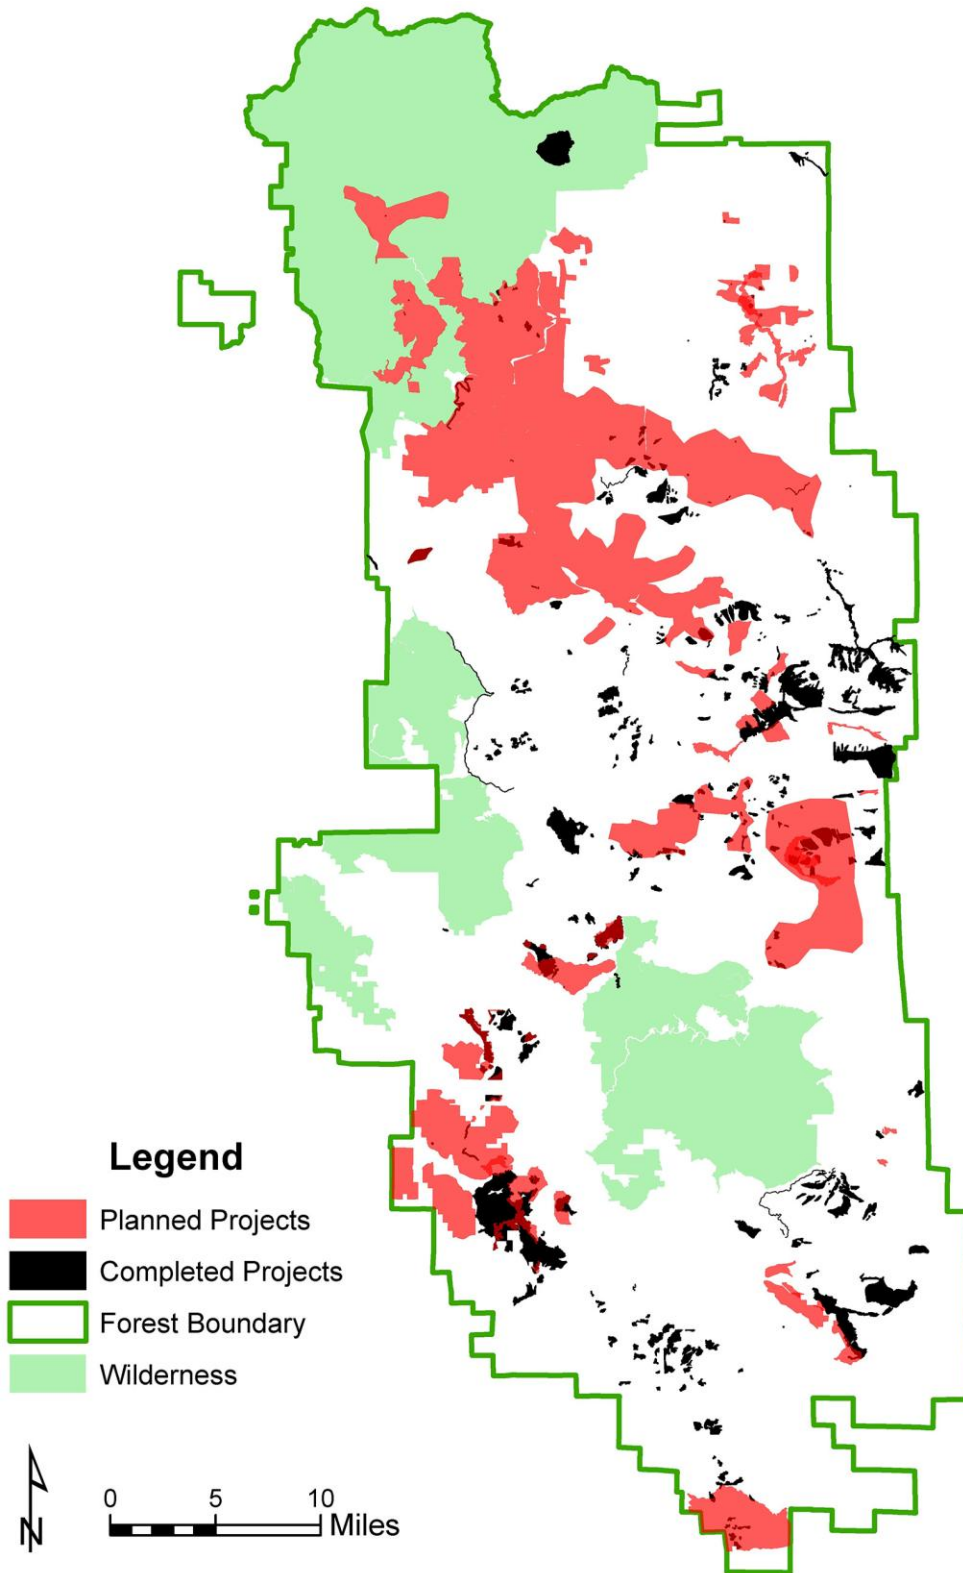 Legend
Planned Projects
Completed Projects
Forest Boundary
Wilderness
N
0 5 10
Miles